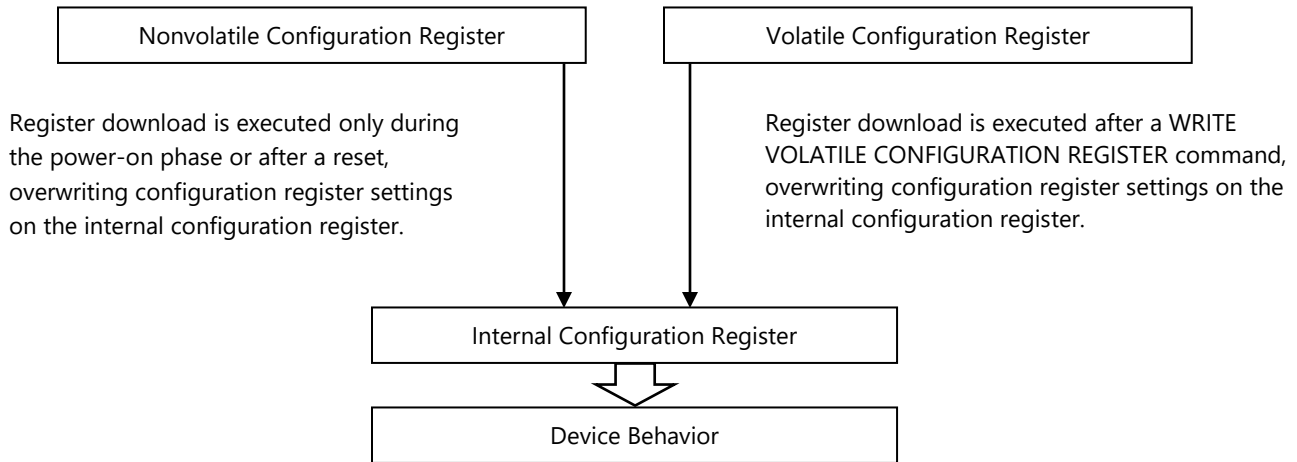 Nonvolatile Configuration Register
Volatile Configuration Register
Register download is executed only during
the power-on phase or after a reset,
overwriting configuration register settings
on the internal configuration register.
Register download is executed after a WRITE
VOLATILE CONFIGURATION REGISTER command,
overwriting configuration register settings on the
internal configuration register.
Internal Configuration Register
Device Behavior